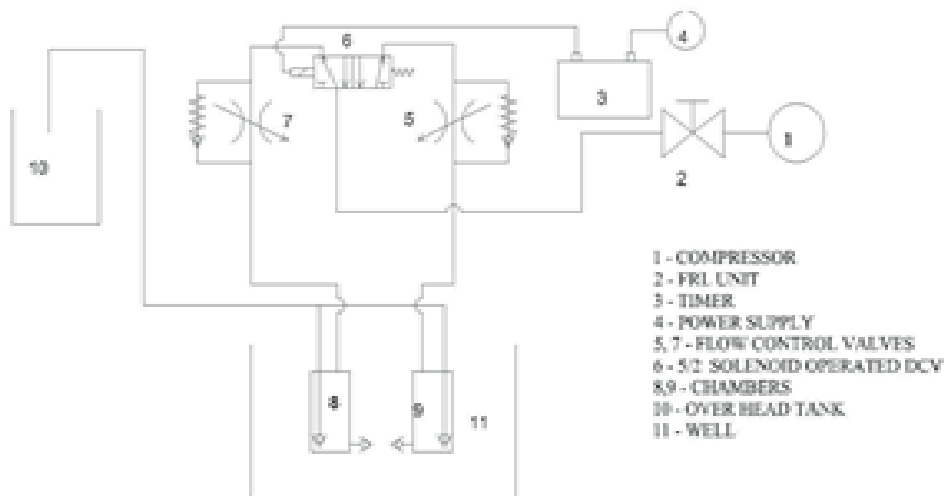 6
4
3
7
5
1
10
2
1 - COMPRESSOR
2 - FRL UNIT
3 - TIMER
4 - POWER SUPPLY
5, 7 - FLOW CONTROL VALVES
6 - 5/2 SOLENOID OPERATED DCV
8,9 - CHAMBERS
10 - OVER HEAD TANK
11 - WELL
8
9
11